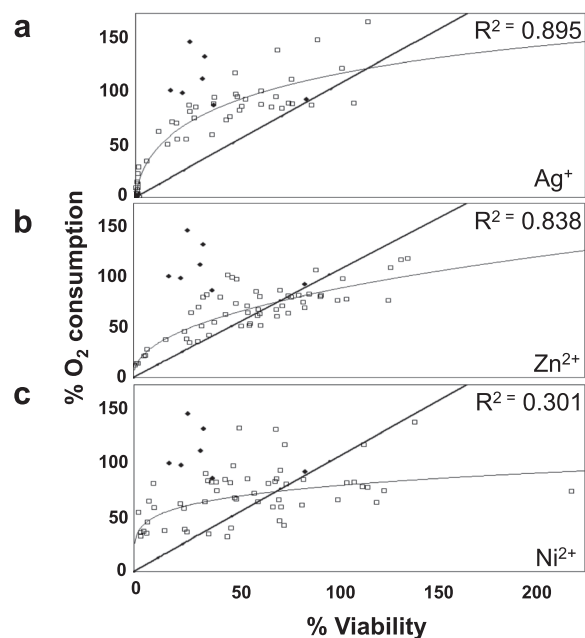 a
R² = 0.895
150
100
50
0
Ag⁺
b
R² = 0.838
150
100
50
0
Zn²⁺
% O₂ consumption
c
R² = 0.301
150
100
50
0
Ni²⁺
0 50 100 150 200
% Viability